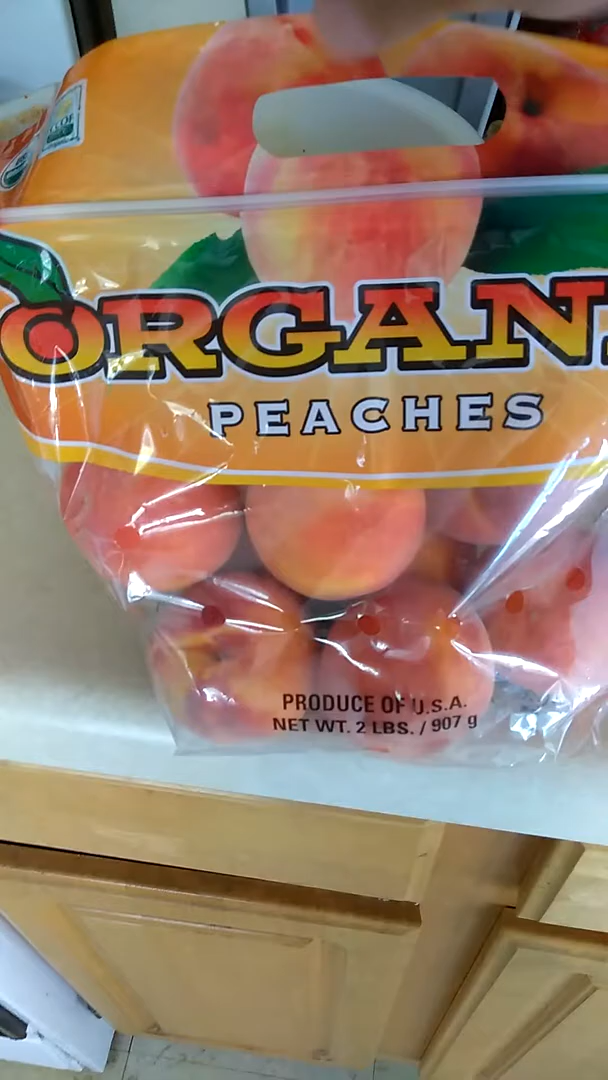 ORGAN
PEACHES
PRODUCE OF U.S.A.
NET WT. 2 LBS. / 907 g